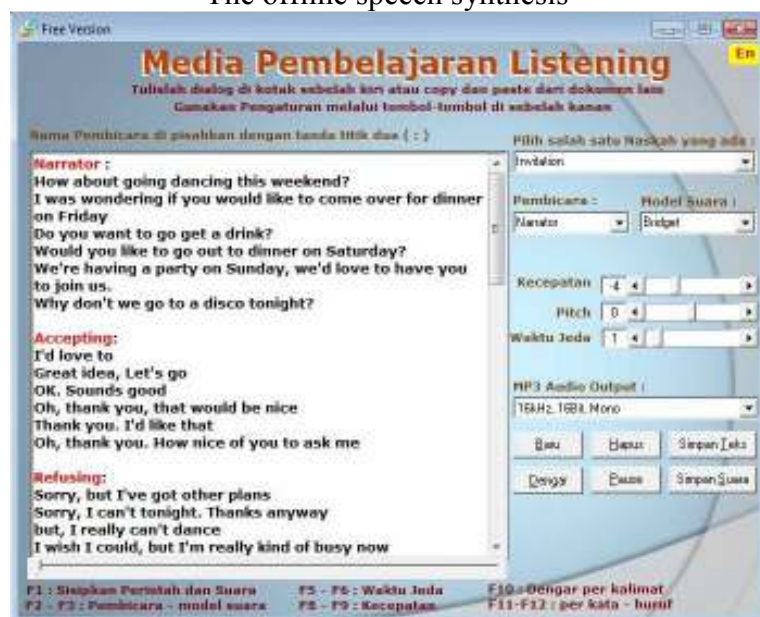 The offline speech synthesis
Free Version
Media Pembelajaran Listening
En
Tulislah dialog di kotak sebelah kiri atau copy dan paste dari dokumen lain
Gunakan Pengaturan melalui tombol-tombol di sebelah kanan
Nama Pembicara di pisahkan dengan tanda titik dua ( : )
Narrator :
How about going dancing this weekend?
I was wondering if you would like to come over for dinner
on Friday
Do you want to go get a drink?
Would you like to go out to dinner on Saturday?
We're having a party on Sunday, we'd love to have you
to join us.
Why don't we go to a disco tonight?
Accepting:
I'd love to
Great idea, Let's go
OK. Sounds good
Oh, thank you, that would be nice
Thank you. I'd like that
Oh, thank you. How nice of you to ask me
Refusing:
Sorry, but I've got other plans
Sorry, I can't tonight. Thanks anyway
but, I really can't dance
I wish I could, but I'm really kind of busy now
Pilih salah satu Naskah yang ada :
Invitation
Pembicara : Model Suara :
Narrator Bridget
Kecepatan -4
Pitch 0
Waktu Jeda 1
MP3 Audio Output :
16kHz, 16Bit, Mono
Baru Hapus Simpan Teks
Dengar Pause Simpan Suara
F1 : Sisipkan Perintah dan Suara F5 - F6 : Waktu Jeda F10 : Dengar per kalimat
F2 - F3 : Pembicara - model suara F8 - F9 : Kecepatan F11-F12 : per kata - huruf